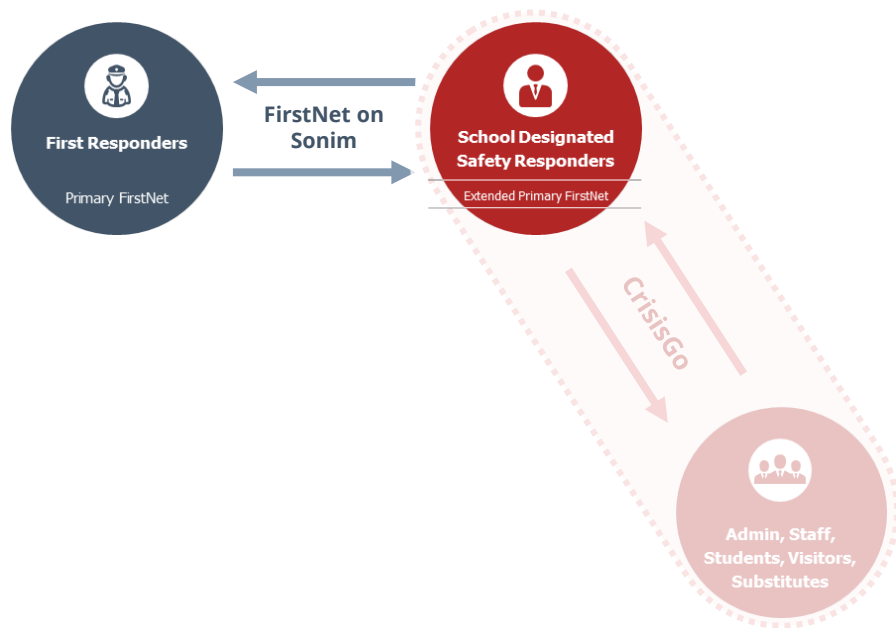 First Responders
Primary FirstNet
FirstNet on
Sonim
School Designated
Safety Responders
Extended Primary FirstNet
CrisisGo
Admin, Staff,
Students, Visitors,
Substitutes